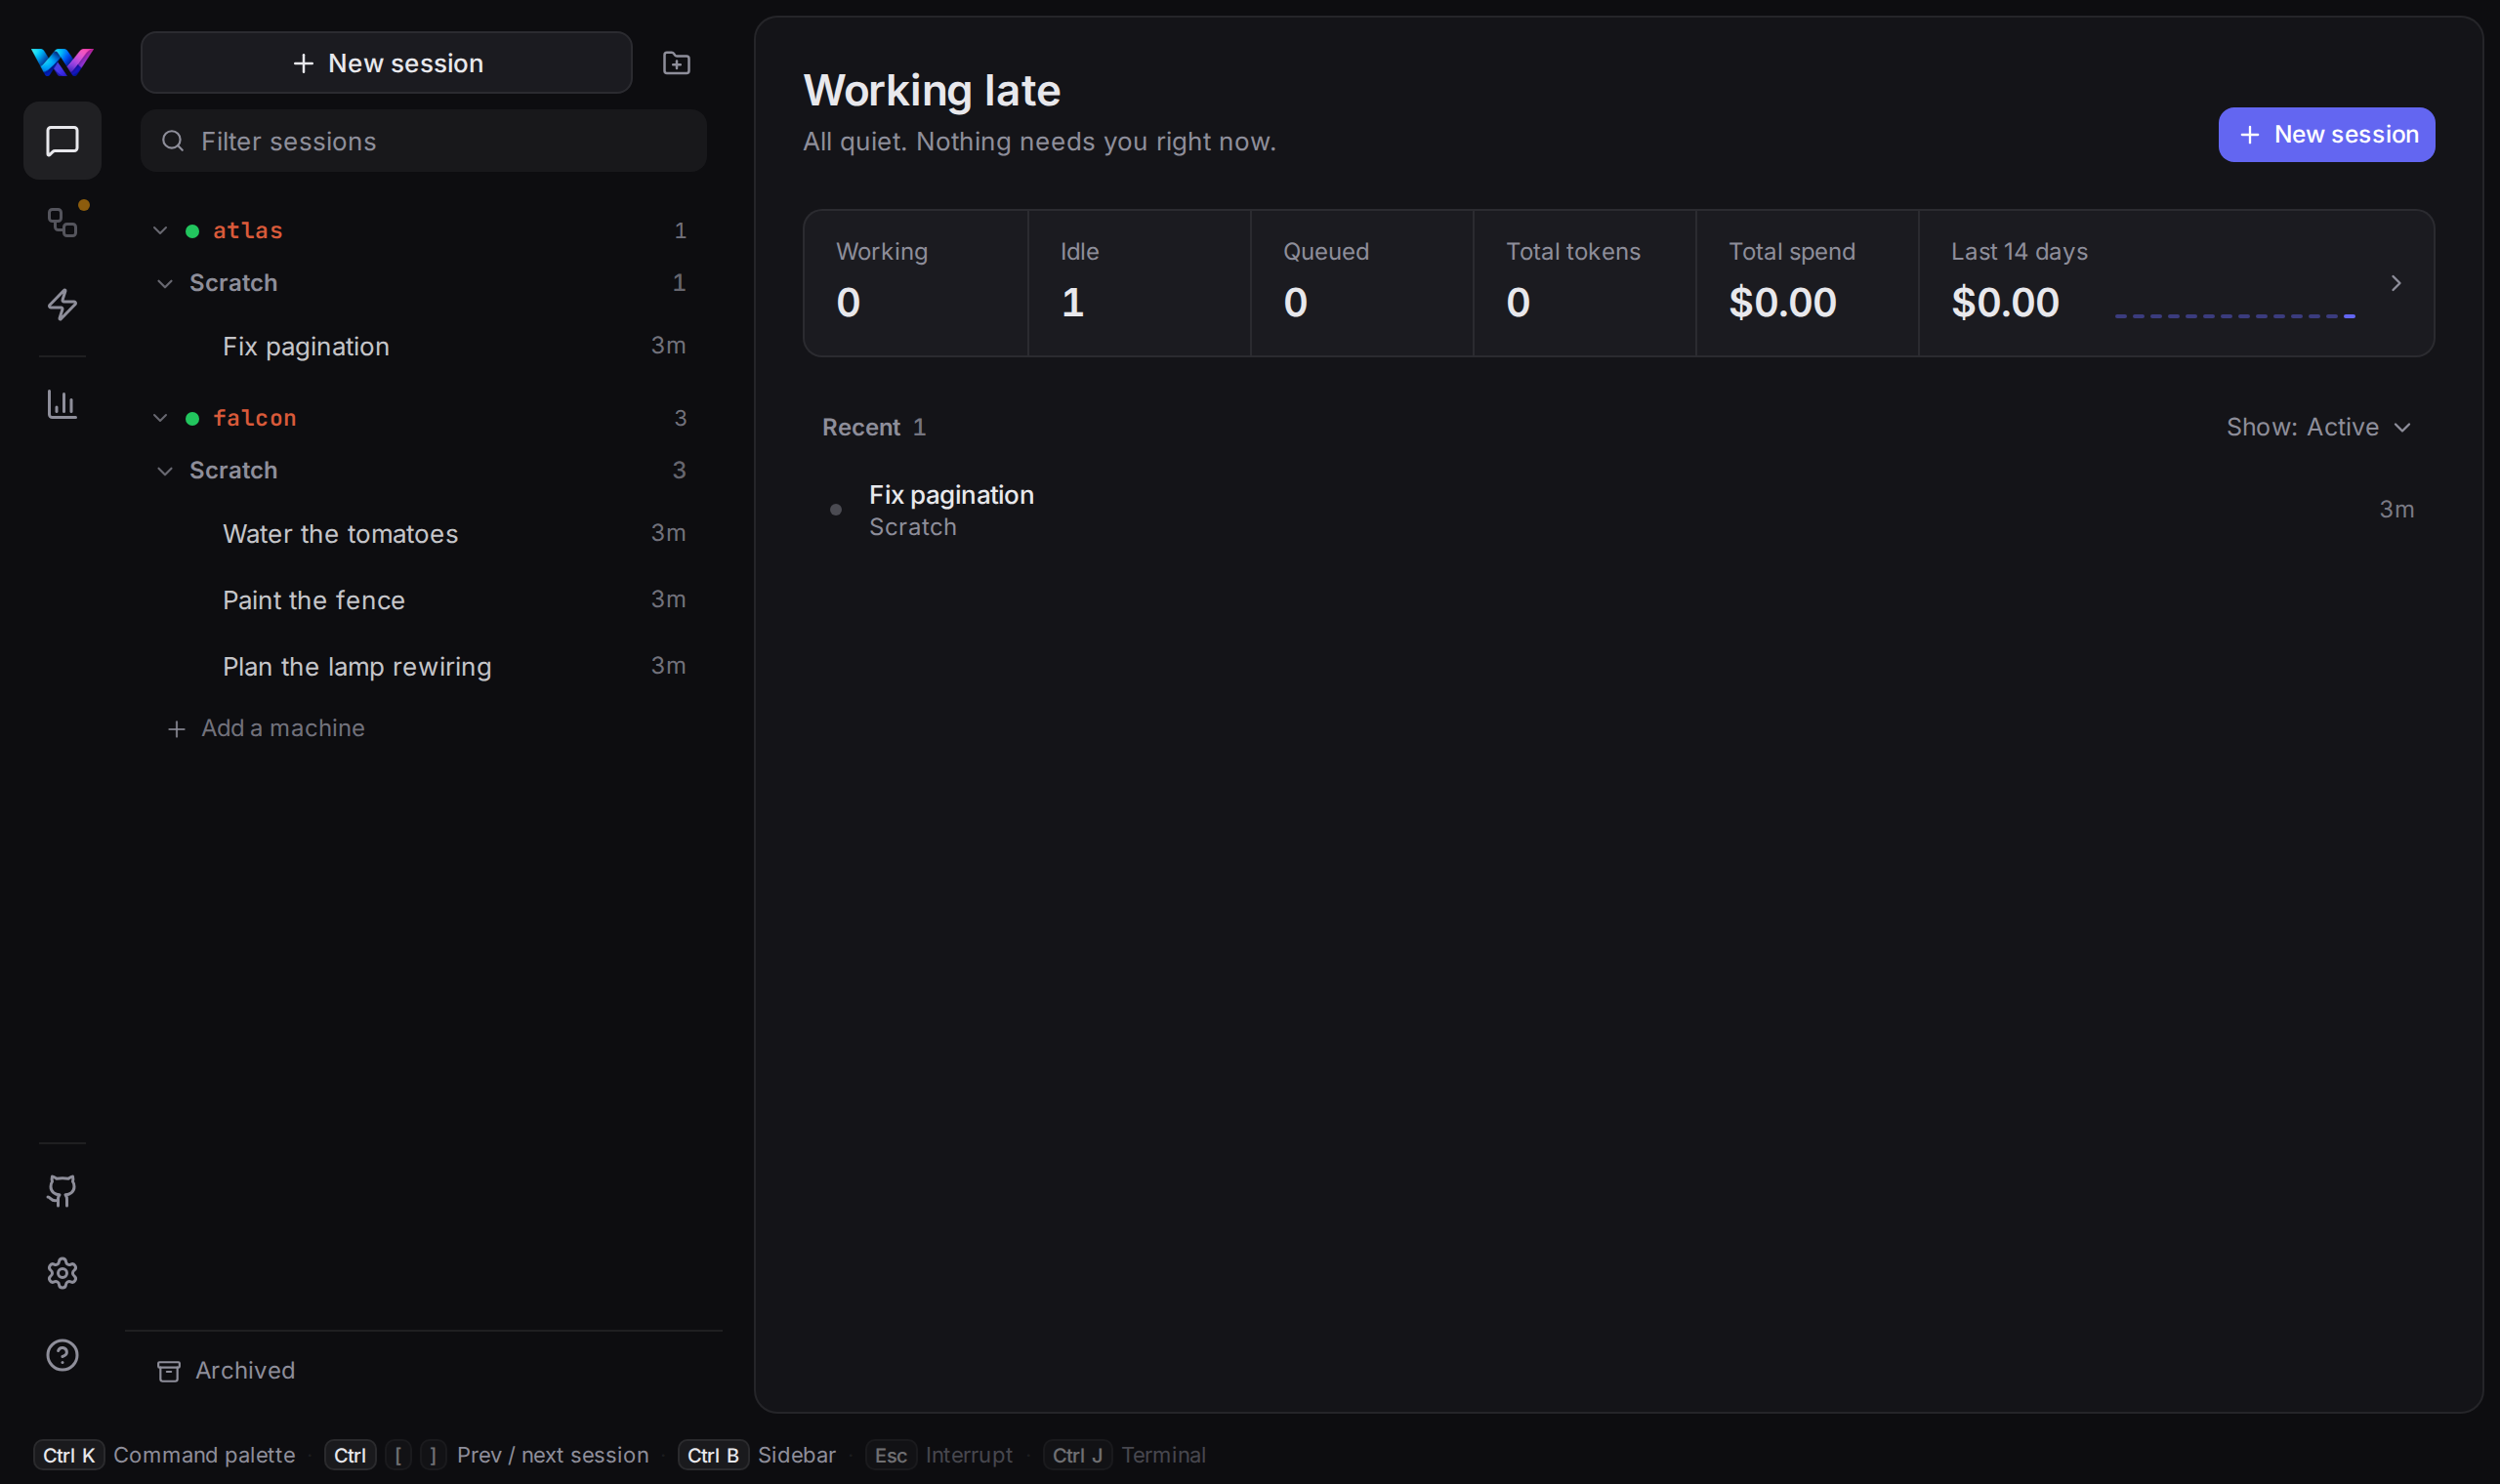 New session
Filter sessions
atlas 1
Scratch 1
Fix pagination 3m
falcon 3
Scratch 3
Water the tomatoes 3m
Paint the fence 3m
Plan the lamp rewiring 3m
Add a machine
Archived
Working late
All quiet. Nothing needs you right now.
New session
Working Idle Queued Total tokens Total spend Last 14 days
0 1 0 0 $0.00 $0.00
Recent 1 Show: Active
Fix pagination 3m
Scratch
Ctrl K Command palette · Ctrl [ ] Prev / next session · Ctrl B Sidebar · Esc Interrupt · Ctrl J Terminal